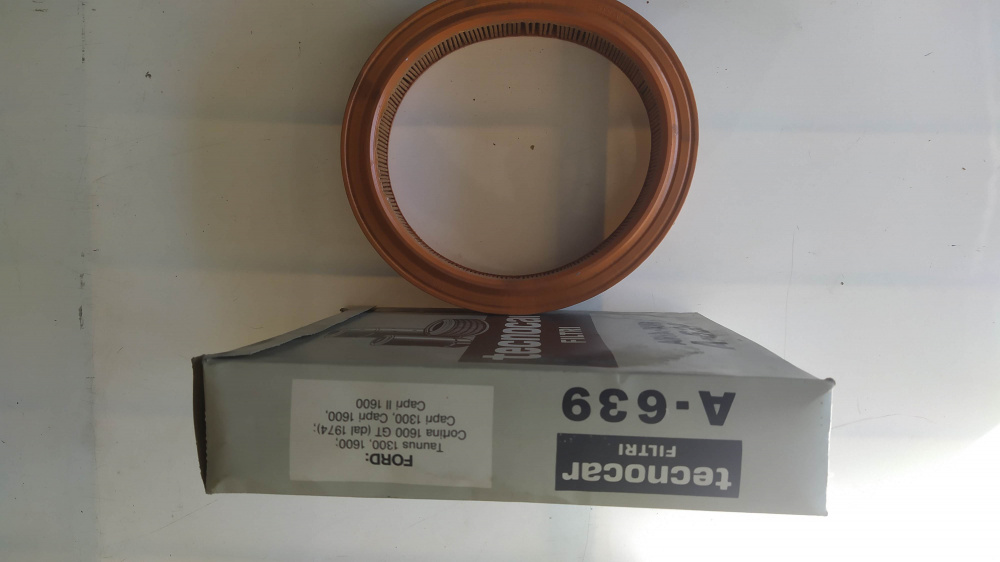 tecnocar
FILTRI
A-639
FORD:
Taunus 1300, 1600;
Cortina 1600 GT (dal 1974);
Capri 1300, Capri 1600,
Capri II 1600
tecnocar
FILTRI